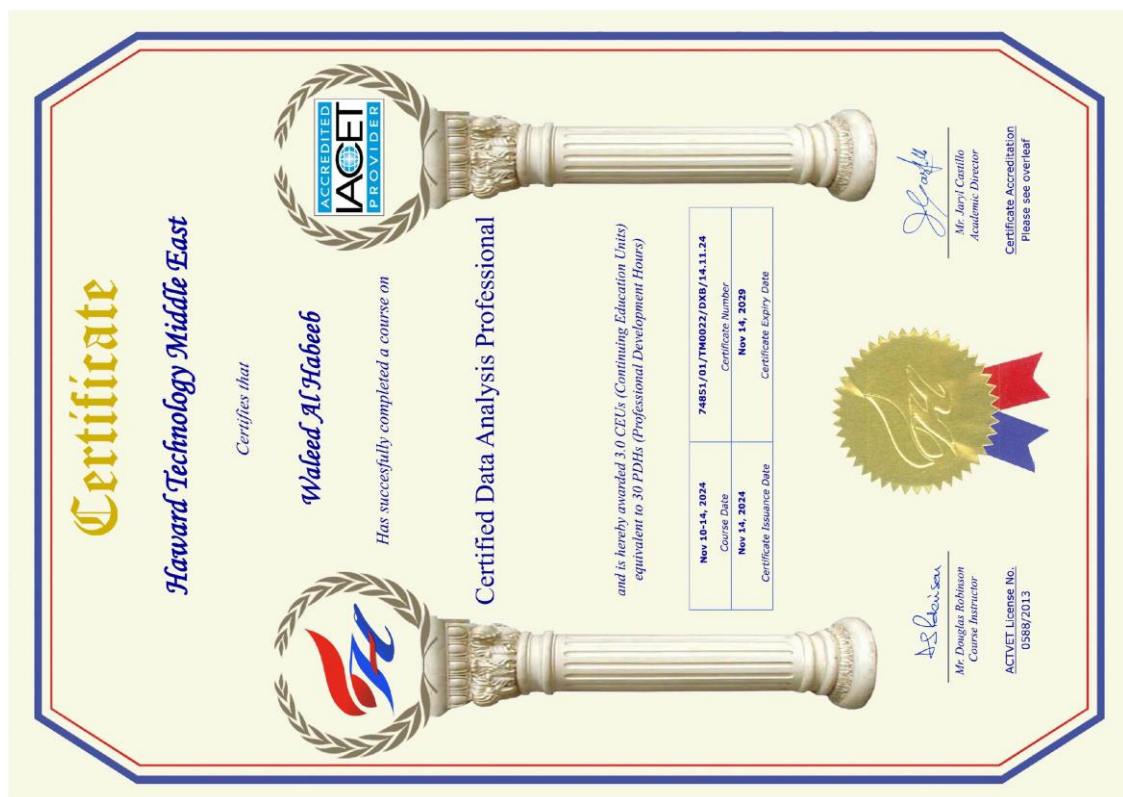 Certificate
Haward Technology Middle East
Certifies that
Waleed Al Habeeb
ACCREDITED
IACET
PROVIDER
Has succesfully completed a course on
Certified Data Analysis Professional
and is hereby awarded 3.0 CEUs (Continuing Education Units)
equivalent to 30 PDHs (Professional Development Hours)
Nov 10-14, 2024 74851/01/TM0022/DXB/14.11.24
Course Date Certificate Number
Nov 14, 2024 Nov 14, 2029
Certificate Issuance Date Certificate Expiry Date
Mr. Douglas Robinson
Course Instructor
ACTVET License No.
0588/2013
Mr. Jaryl Castillo
Academic Director
Certificate Accreditation
Please see overleaf